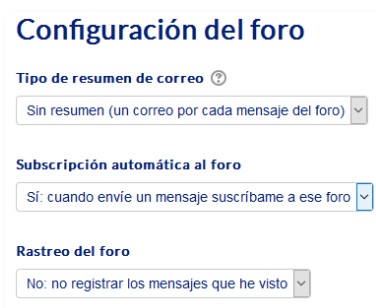 Configuración del foro
Tipo de resumen de correo ?
Sin resumen (un correo por cada mensaje del foro)
Subscripción automática al foro
Sí: cuando envíe un mensaje suscríbame a ese foro
Rastreo del foro
No: no registrar los mensajes que he visto